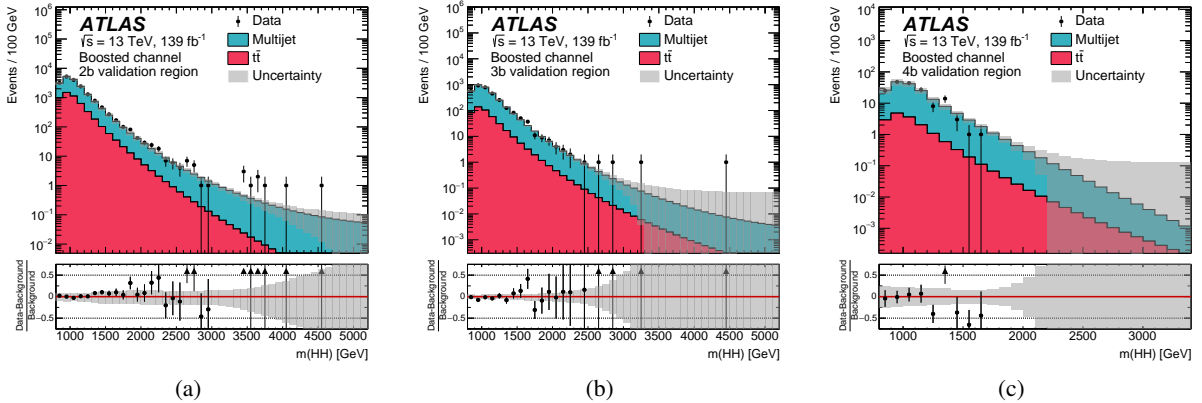 Events / 100 GeV
10⁶
10⁵
10⁴
10³
10²
10
1
10⁻¹
10⁻²
ATLAS
√s = 13 TeV, 139 fb⁻¹
Boosted channel
2b validation region
Data
Multijet
tt̄
Uncertainty
Data-Background
Background
0.5
0
−0.5
1000 1500 2000 2500 3000 3500 4000 4500 5000
m(HH) [GeV]
(a)
Events / 100 GeV
10⁶
10⁵
10⁴
10³
10²
10
1
10⁻¹
10⁻²
10⁻³
ATLAS
√s = 13 TeV, 139 fb⁻¹
Boosted channel
3b validation region
Data
Multijet
tt̄
Uncertainty
Data-Background
Background
0.5
0
−0.5
1000 1500 2000 2500 3000 3500 4000 4500 5000
m(HH) [GeV]
(b)
Events / 100 GeV
10⁴
10³
10²
10
1
10⁻¹
10⁻²
10⁻³
ATLAS
√s = 13 TeV, 139 fb⁻¹
Boosted channel
4b validation region
Data
Multijet
tt̄
Uncertainty
Data-Background
Background
0.5
0
−0.5
1000 1500 2000 2500 3000
m(HH) [GeV]
(c)